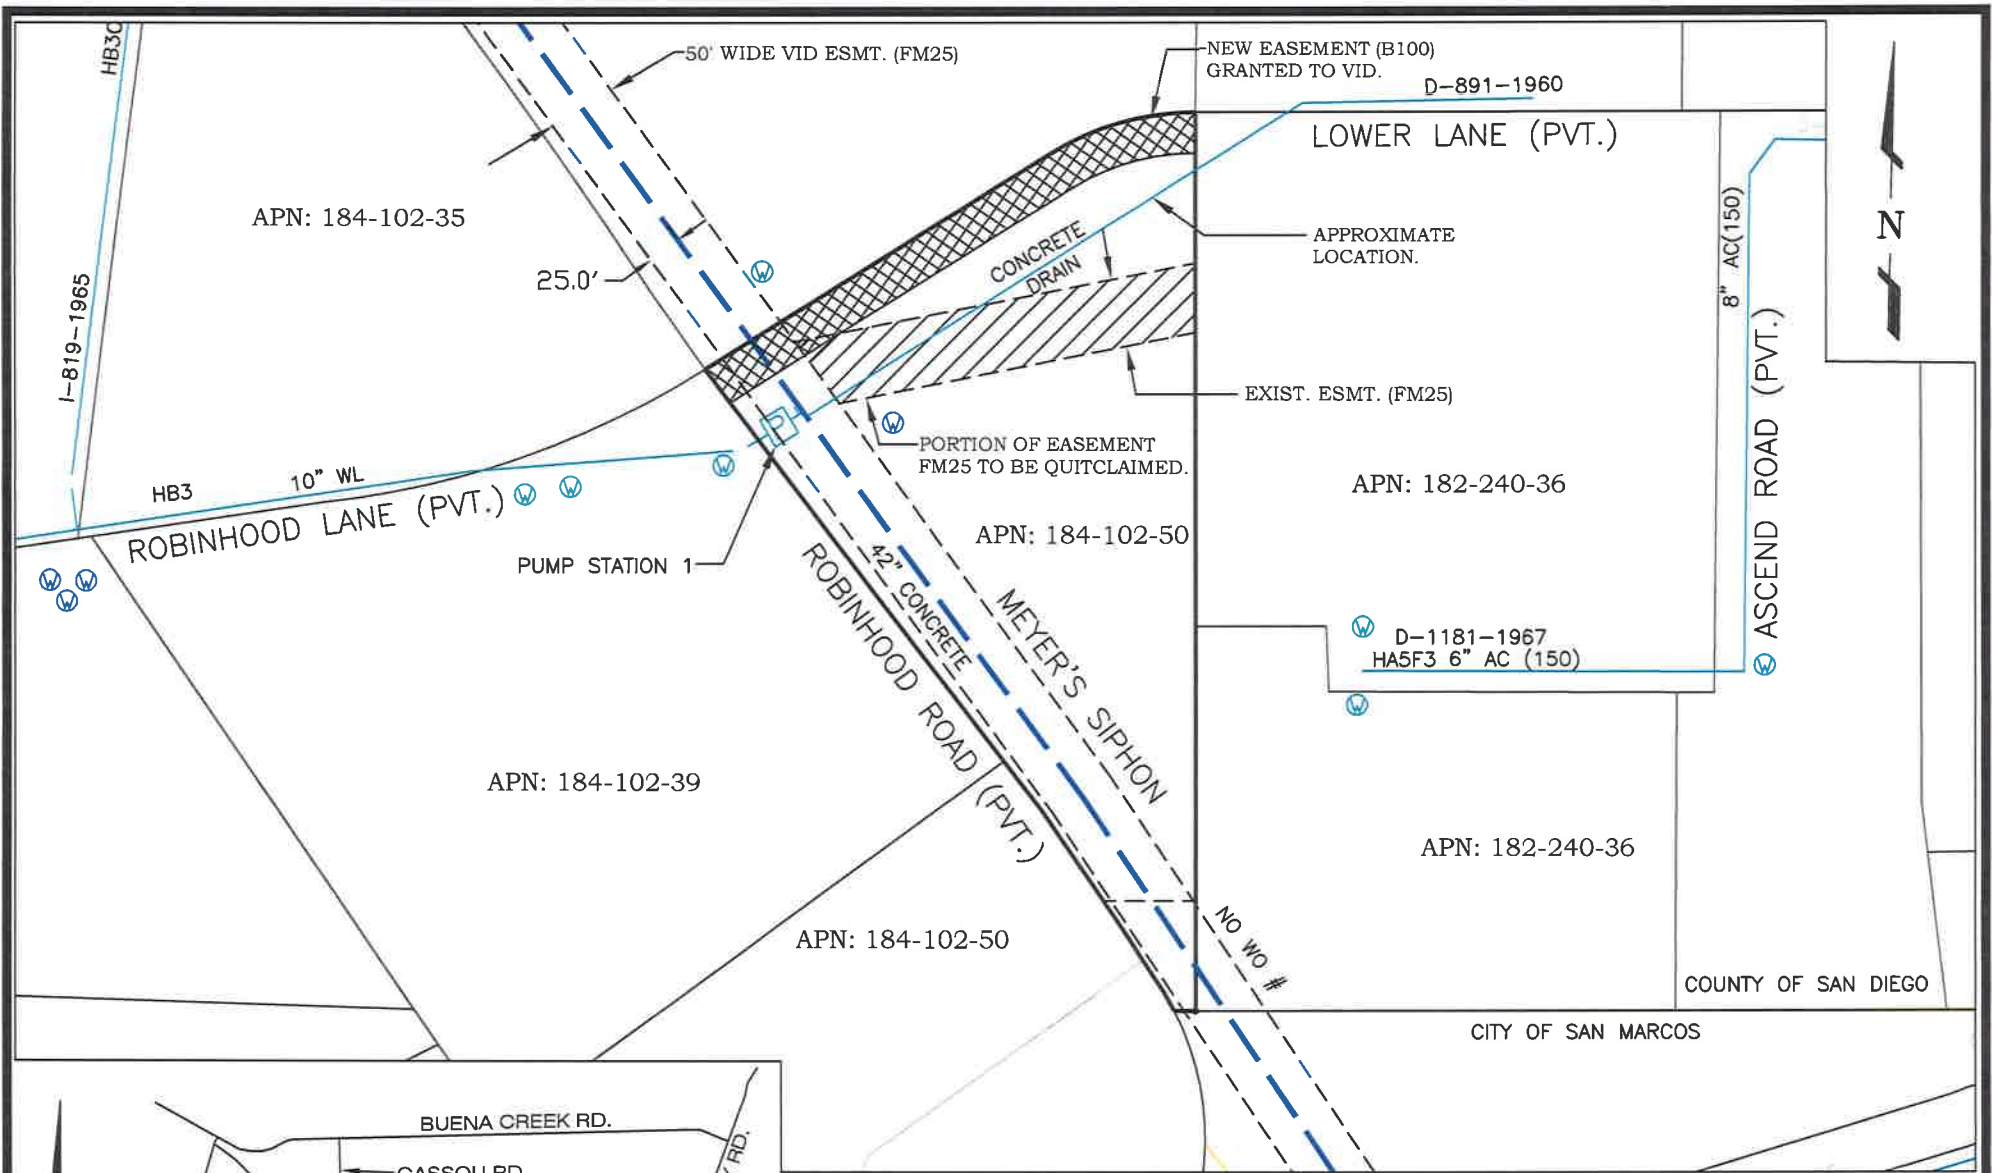 HB30
50' WIDE VID ESMT. (FM25)
NEW EASEMENT (B100)
GRANTED TO VID.
D-891-1960
LOWER LANE (PVT.)
APN: 184-102-35
25.0'
CONCRETE
DRAIN
APPROXIMATE
LOCATION.
8" AC(150)
N
I-819-1965
EXIST. ESMT. (FM25)
ASCEND ROAD (PVT.)
W
W
PORTION OF EASEMENT
FM25 TO BE QUITCLAIMED.
W
HB3
10" WL
W
W
ROBINHOOD LANE (PVT.)
APN: 182-240-36
APN: 184-102-50
PUMP STATION 1
W
W
W
42" CONCRETE
ROBINHOOD ROAD (PVT.)
MEYER'S SIPHON
W
D-1181-1967
HA5F3 6" AC (150)
W
W
APN: 184-102-39
APN: 182-240-36
APN: 184-102-50
NO WO #
COUNTY OF SAN DIEGO
CITY OF SAN MARCOS
BUENA CREEK RD.
RD.